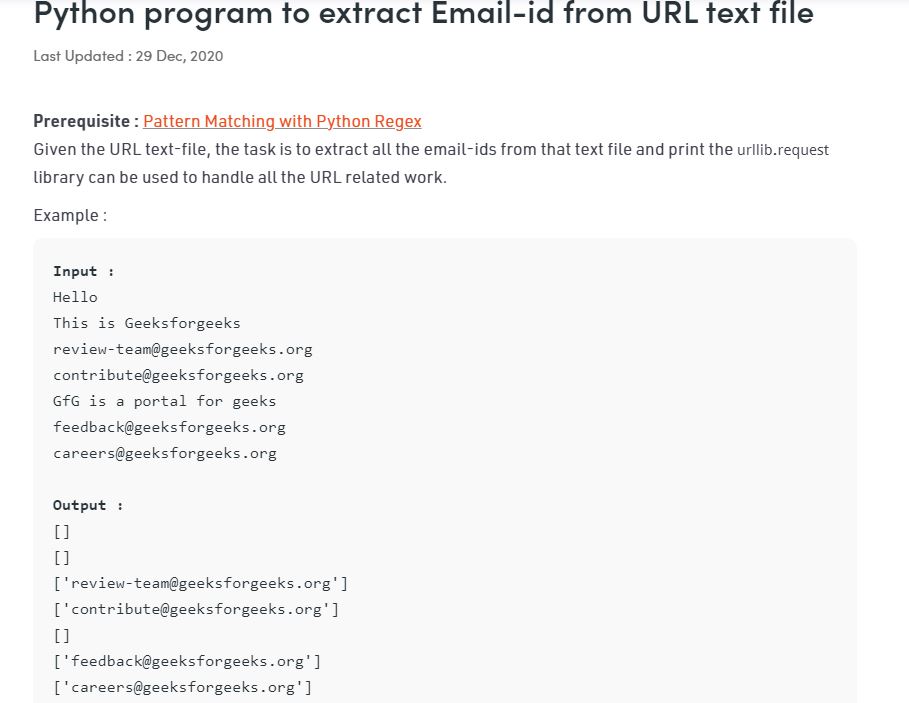 Python program to extract Email-id from URL text file
Last Updated : 29 Dec, 2020
Prerequisite : Pattern Matching with Python Regex
Given the URL text-file, the task is to extract all the email-ids from that text file and print the urllib.request
library can be used to handle all the URL related work.
Example :
Input :
Hello
This is Geeksforgeeks
review-team@geeksforgeeks.org
contribute@geeksforgeeks.org
GfG is a portal for geeks
feedback@geeksforgeeks.org
careers@geeksforgeeks.org
Output :
[]
[]
['review-team@geeksforgeeks.org']
['contribute@geeksforgeeks.org']
[]
['feedback@geeksforgeeks.org']
['careers@geeksforgeeks.org']